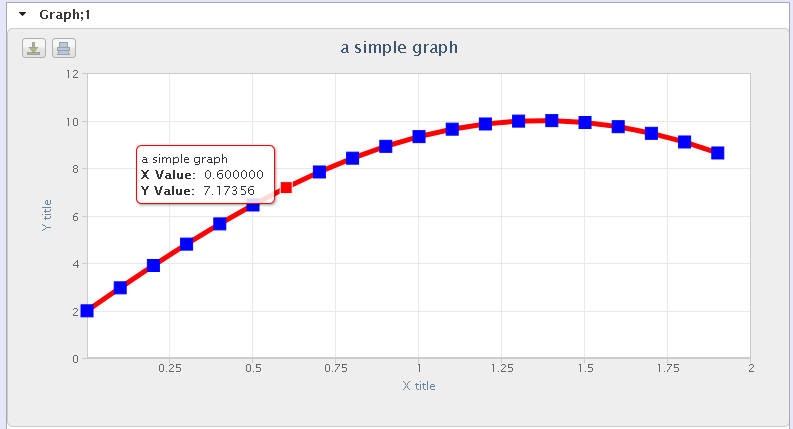 Graph;1
a simple graph
12
10
8
6
4
2
0
Y title
a simple graph
X Value: 0.600000
Y Value: 7.17356
0.25 0.5 0.75 1 1.25 1.5 1.75 2
X title